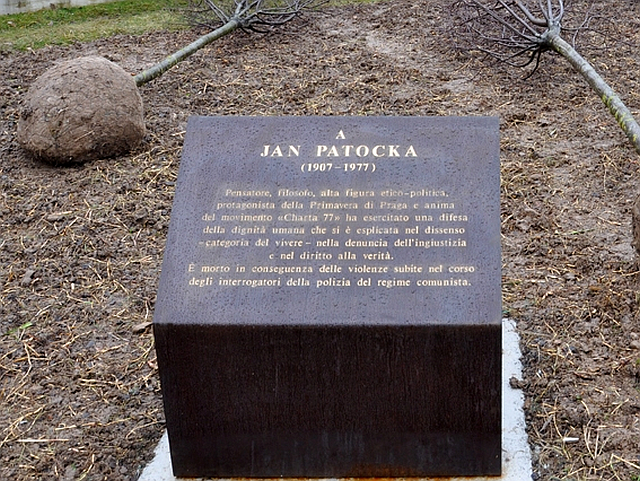 A
JAN PATOCKA
(1907-1977)
Pensatore, filosofo, alta figura etico-politica,
protagonista della Primavera di Praga e anima
del movimento «Charta 77» ha esercitato una difesa
della dignità umana che si è esplicata nel dissenso
-categoria del vivere- nella denuncia dell'ingiustizia
e nel diritto alla verità.
È morto in conseguenza delle violenze subite nel corso
degli interrogatori della polizia del regime comunista.